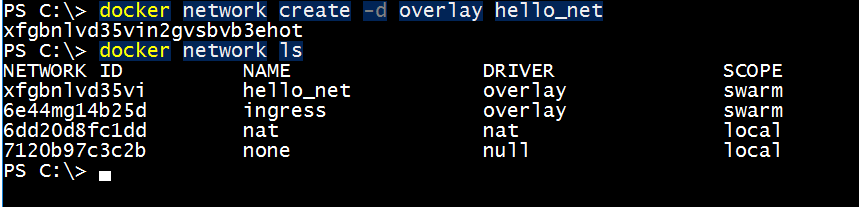 PS C:\> docker network create -d overlay hello_net
xfgbnlvd35vin2gvsbvb3ehot
PS C:\> docker network ls
NETWORK ID          NAME                DRIVER              SCOPE
xfgbnlvd35vi        hello_net           overlay             swarm
6e44mg14b25d        ingress             overlay             swarm
6dd20d8fc1dd        nat                 nat                 local
7120b97c3c2b        none                null                local
PS C:\>